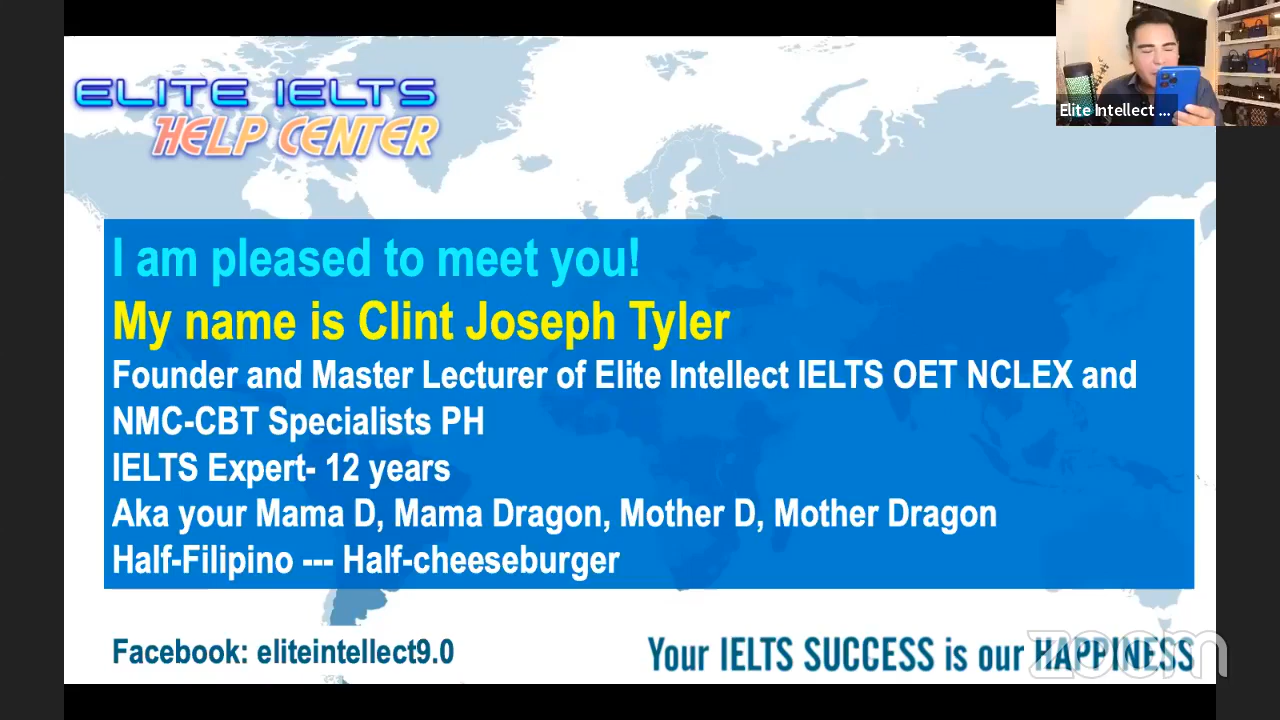 ELITE IELTS
HELP CENTER
Elite Intellect ...
I am pleased to meet you!
My name is Clint Joseph Tyler
Founder and Master Lecturer of Elite Intellect IELTS OET NCLEX and
NMC-CBT Specialists PH
IELTS Expert- 12 years
Aka your Mama D, Mama Dragon, Mother D, Mother Dragon
Half-Filipino --- Half-cheeseburger
Facebook: eliteintellect9.0
Your IELTS SUCCESS is our HAPPINESS
zoom